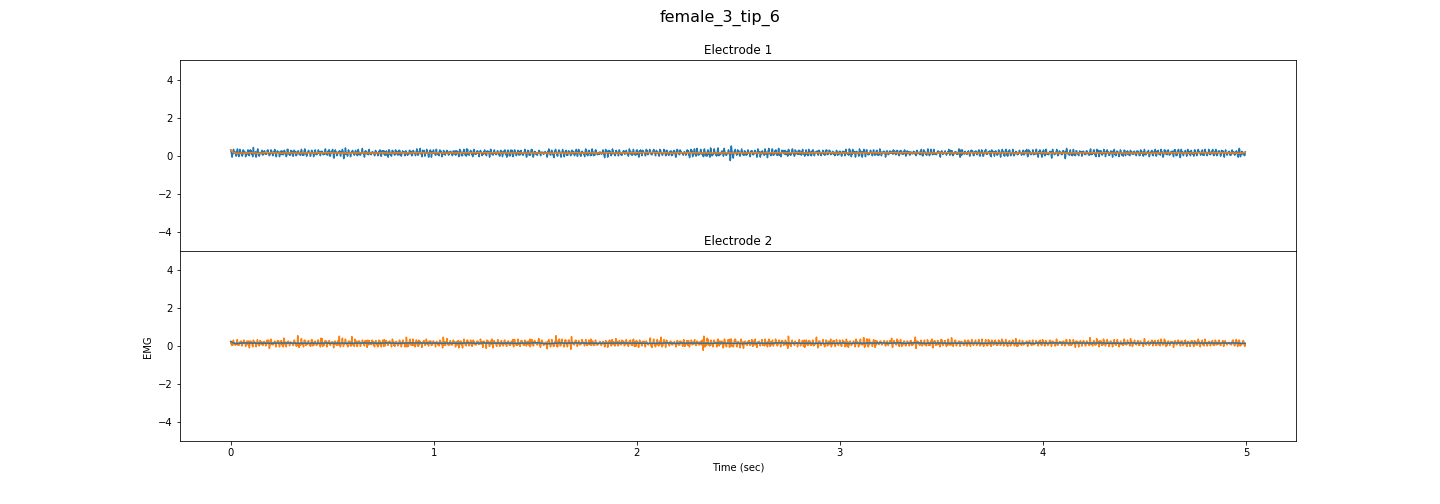 female_3_tip_6
Electrode 1
4
2
0
−2
−4
Electrode 2
4
2
0
−2
−4
EMG
0 1 2 3 4 5
Time (sec)